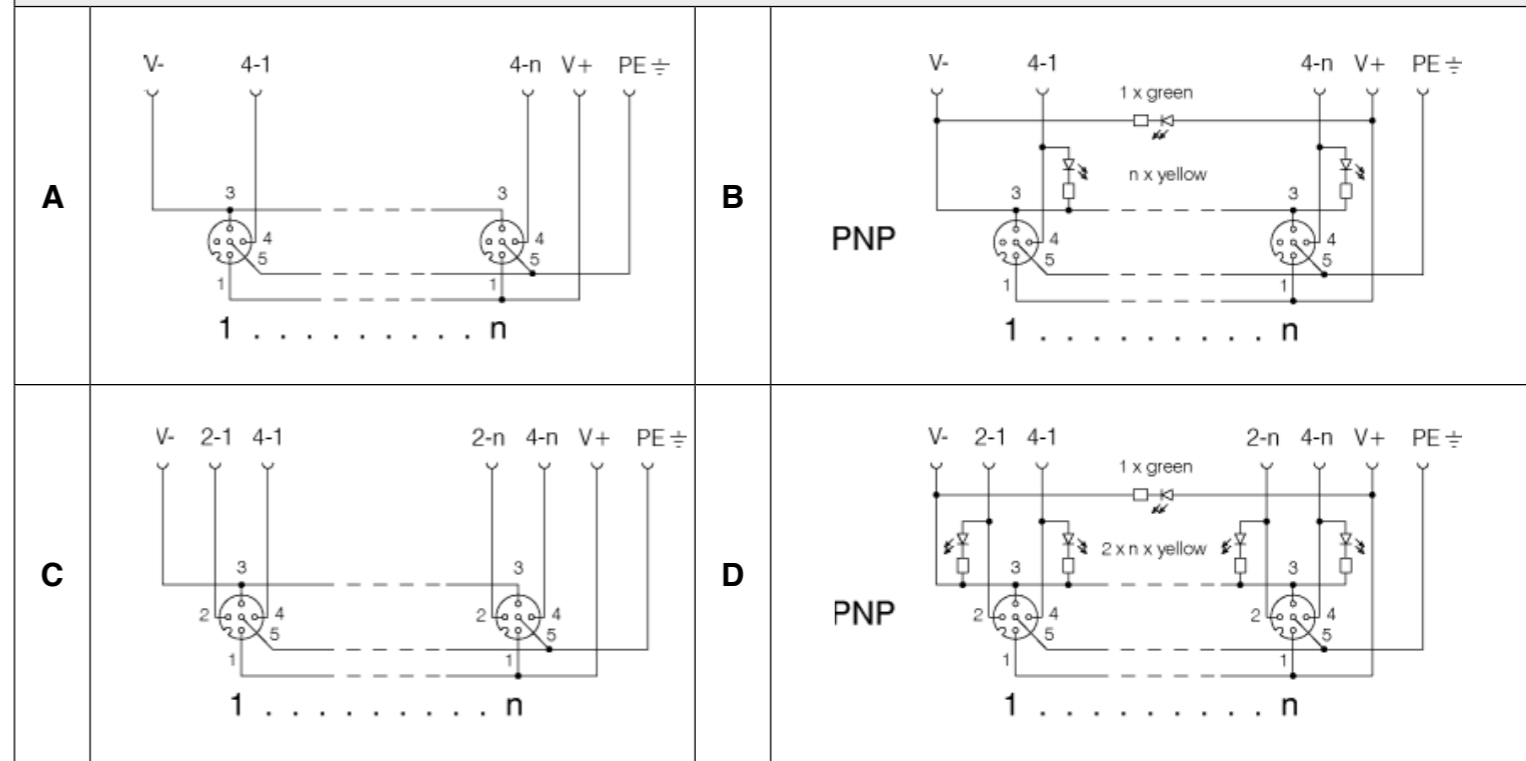 A
V- 4-1 4-n V+ PE
3 3
4 4
5 5
1 1
1 . . . . . . . . . n
B
V- 4-1 4-n V+ PE
1 x green
n x yellow
3 3
PNP
4 4
5 5
1 1
1 . . . . . . . . . n
C
V- 2-1 4-1 2-n 4-n V+ PE
3 3
2 4 2 4
5 5
1 1
1 . . . . . . . . . n
D
V- 2-1 4-1 2-n 4-n V+ PE
1 x green
2 x n x yellow
3 3
PNP
2 4 2 4
5 5
1 1
1 . . . . . . . . . n